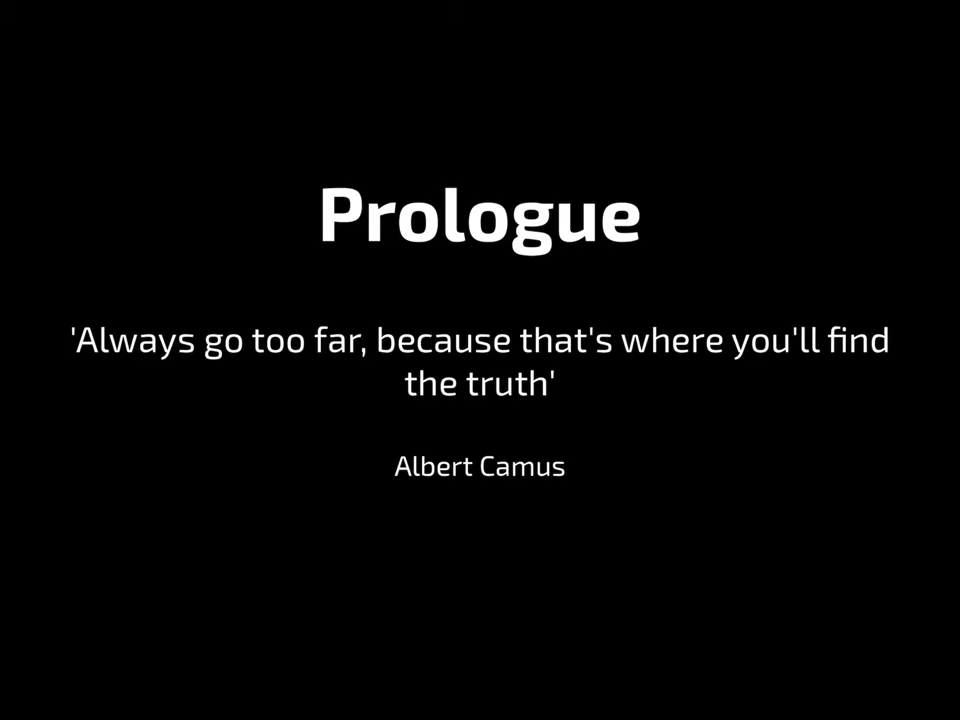 Prologue
'Always go too far, because that's where you'll find
the truth'
Albert Camus